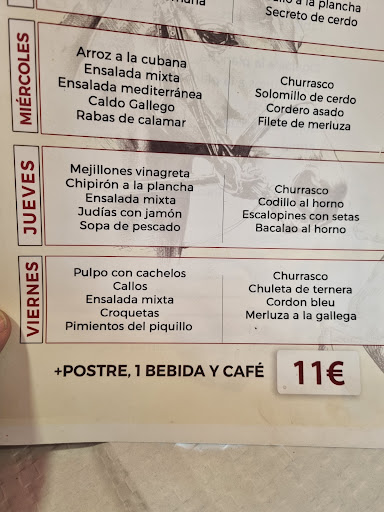 a la plancha
Secreto de cerdo
MIÉRCOLES
Arroz a la cubana
Ensalada mixta
Ensalada mediterránea
Caldo Gallego
Rabas de calamar
Churrasco
Solomillo de cerdo
Cordero asado
Filete de merluza
JUEVES
Mejillones vinagreta
Chipirón a la plancha
Ensalada mixta
Judías con jamón
Sopa de pescado
Churrasco
Codillo al horno
Escalopines con setas
Bacalao al horno
VIERNES
Pulpo con cachelos
Callos
Ensalada mixta
Croquetas
Pimientos del piquillo
Churrasco
Chuleta de ternera
Cordon bleu
Merluza a la gallega
+POSTRE, 1 BEBIDA Y CAFÉ 11€